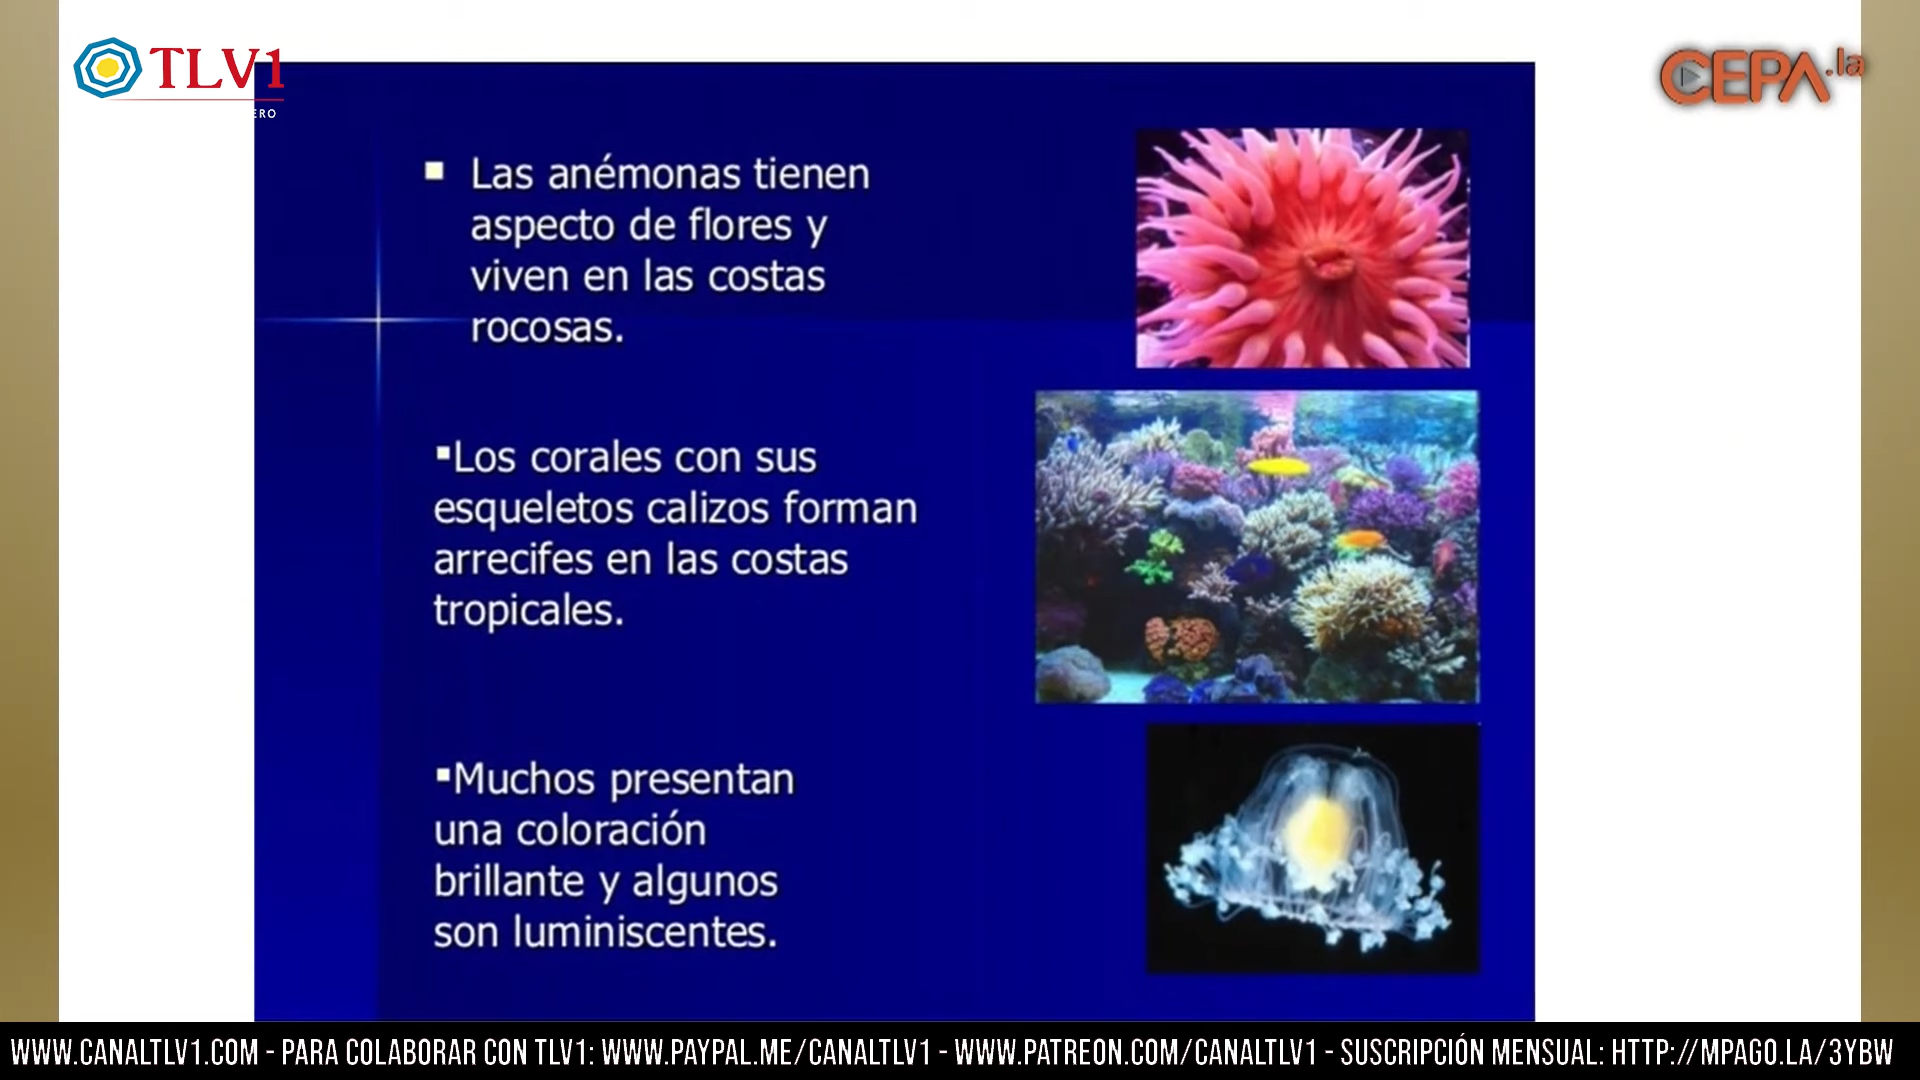 TLV1
ERO
CEPA.la
Las anémonas tienen
aspecto de flores y
viven en las costas
rocosas.
Los corales con sus
esqueletos calizos forman
arrecifes en las costas
tropicales.
Muchos presentan
una coloración
brillante y algunos
son luminiscentes.
WWW.CANALTLV1.COM - PARA COLABORAR CON TLV1: WWW.PAYPAL.ME/CANALTLV1 - WWW.PATREON.COM/CANALTLV1 - SUSCRIPCIÓN MENSUAL: HTTP://MPAGO.LA/3YBW